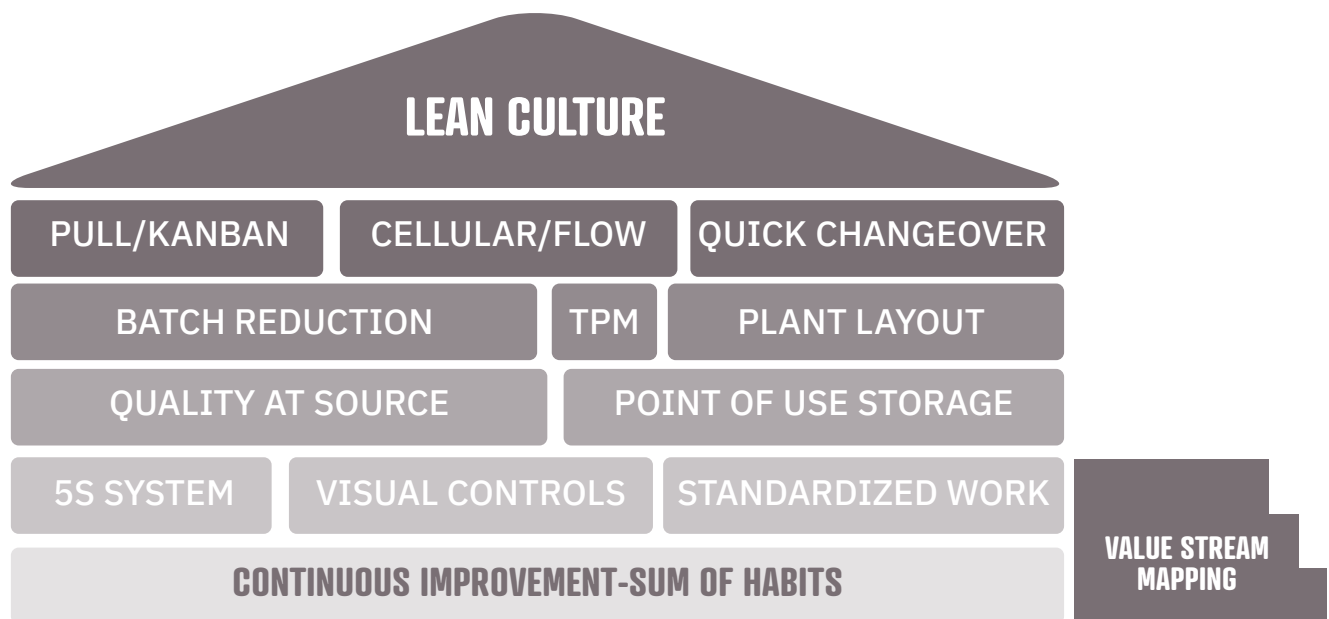 LEAN CULTURE
PULL/KANBAN
CELLULAR/FLOW
QUICK CHANGEOVER
BATCH REDUCTION
TPM
PLANT LAYOUT
QUALITY AT SOURCE
POINT OF USE STORAGE
5S SYSTEM
VISUAL CONTROLS
STANDARDIZED WORK
CONTINUOUS IMPROVEMENT-SUM OF HABITS
VALUE STREAM
MAPPING